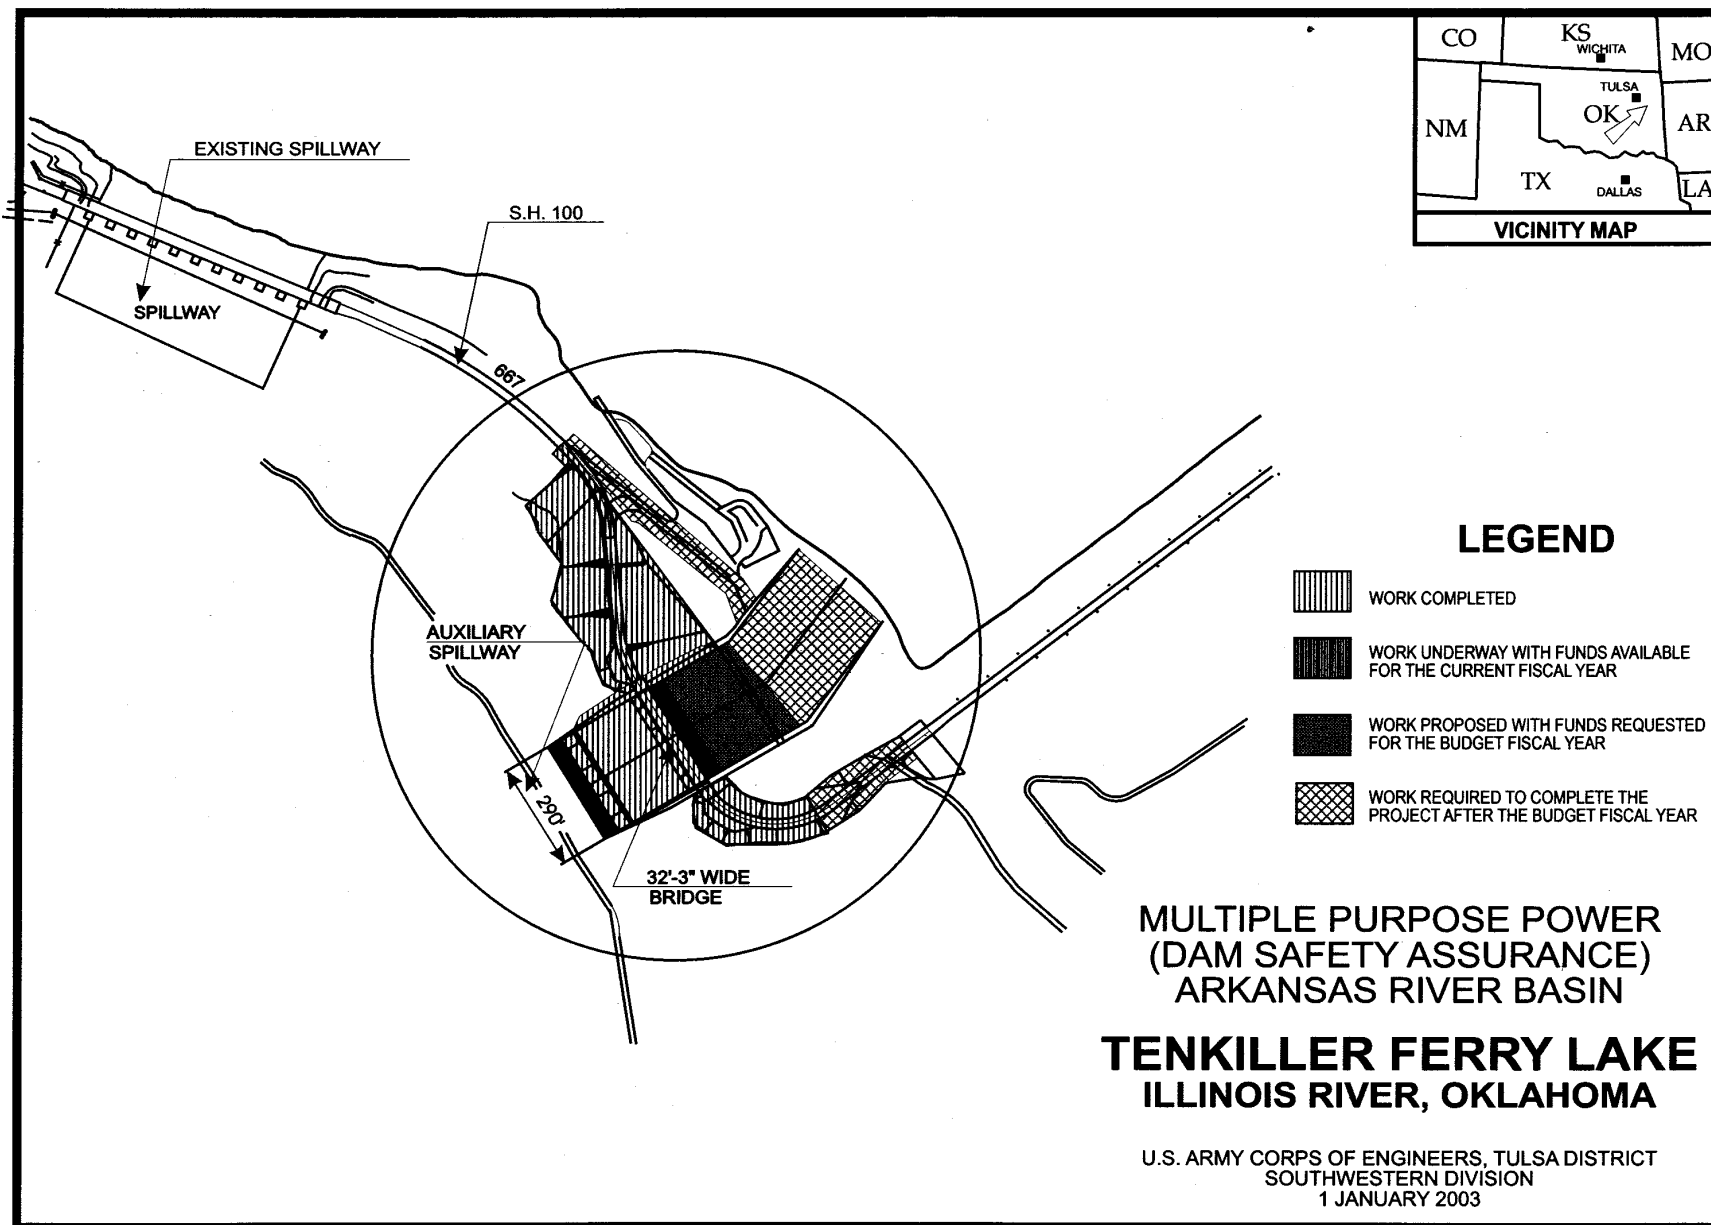 CO
KS
WICHITA
MO
TULSA
OK
NM
AR
TX
DALLAS
LA
VICINITY MAP
EXISTING SPILLWAY
S.H. 100
SPILLWAY
667
AUXILIARY
SPILLWAY
290'
32'-3" WIDE
BRIDGE
LEGEND
WORK COMPLETED
WORK UNDERWAY WITH FUNDS AVAILABLE
FOR THE CURRENT FISCAL YEAR
WORK PROPOSED WITH FUNDS REQUESTED
FOR THE BUDGET FISCAL YEAR
WORK REQUIRED TO COMPLETE THE
PROJECT AFTER THE BUDGET FISCAL YEAR
MULTIPLE PURPOSE POWER
(DAM SAFETY ASSURANCE)
ARKANSAS RIVER BASIN
TENKILLER FERRY LAKE
ILLINOIS RIVER, OKLAHOMA
U.S. ARMY CORPS OF ENGINEERS, TULSA DISTRICT
SOUTHWESTERN DIVISION
1 JANUARY 2003